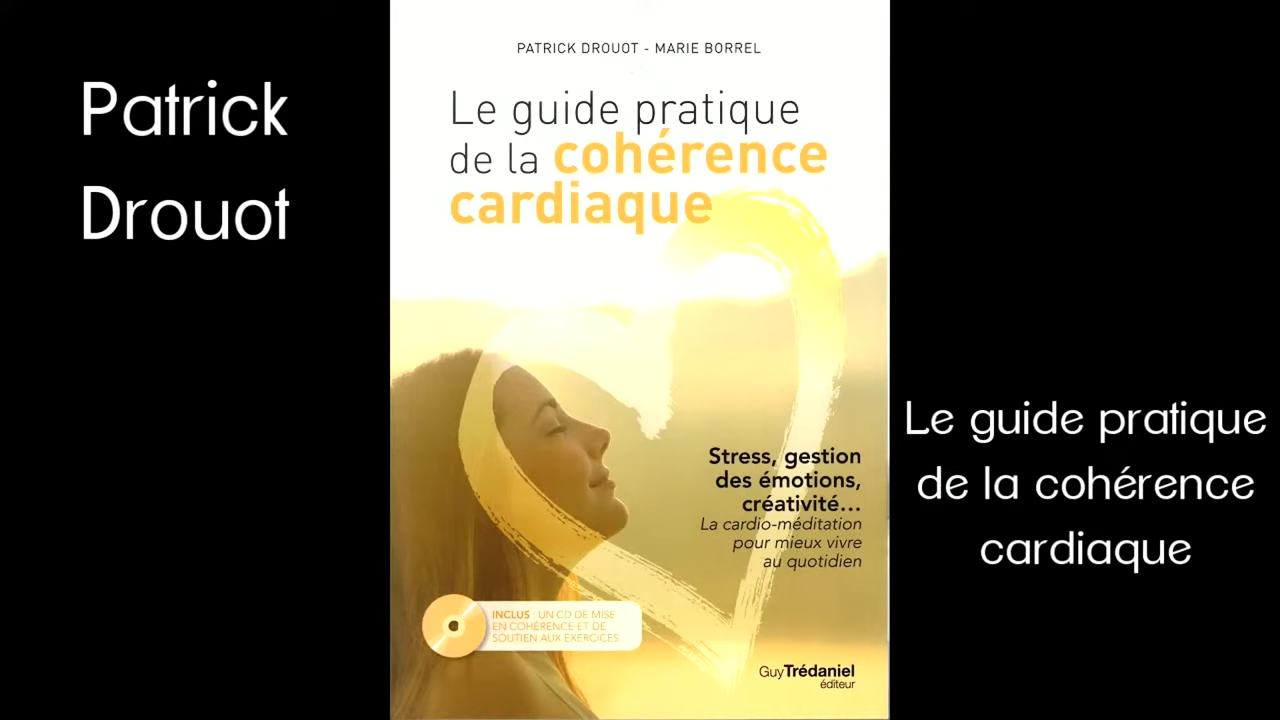 Patrick
Drouot
PATRICK DROUOT - MARIE BORREL
Le guide pratique
de la cohérence
cardiaque
Stress, gestion
des émotions,
créativité...
La cardio-méditation
pour mieux vivre
au quotidien
INCLUS : UN CD DE MISE
EN COHÉRENCE ET DE
SOUTIEN AUX EXERCICES
Guy Trédaniel
éditeur
Le guide pratique
de la cohérence
cardiaque